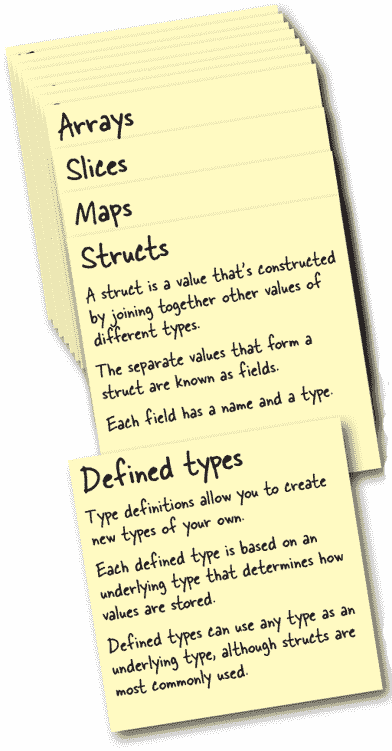 Arrays
Slices
Maps
Structs
A struct is a value that's constructed
by joining together other values of
different types.
The separate values that form a
struct are known as fields.
Each field has a name and a type.
Defined types
Type definitions allow you to create
new types of your own.
Each defined type is based on an
underlying type that determines how
values are stored.
Defined types can use any type as an
underlying type, although structs are
most commonly used.